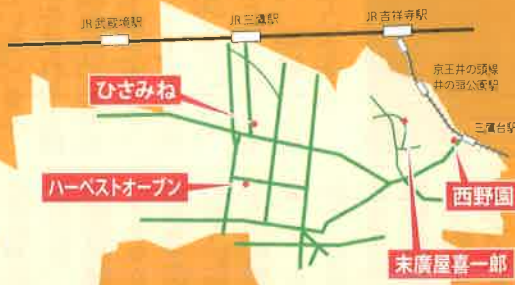 JR武蔵境駅
JR三鷹駅
JR吉祥寺駅
京王井の頭線
井の頭公園駅
三鷹台駅
ひさみね
ハーベストオーブン
西野園
末廣屋喜一郎